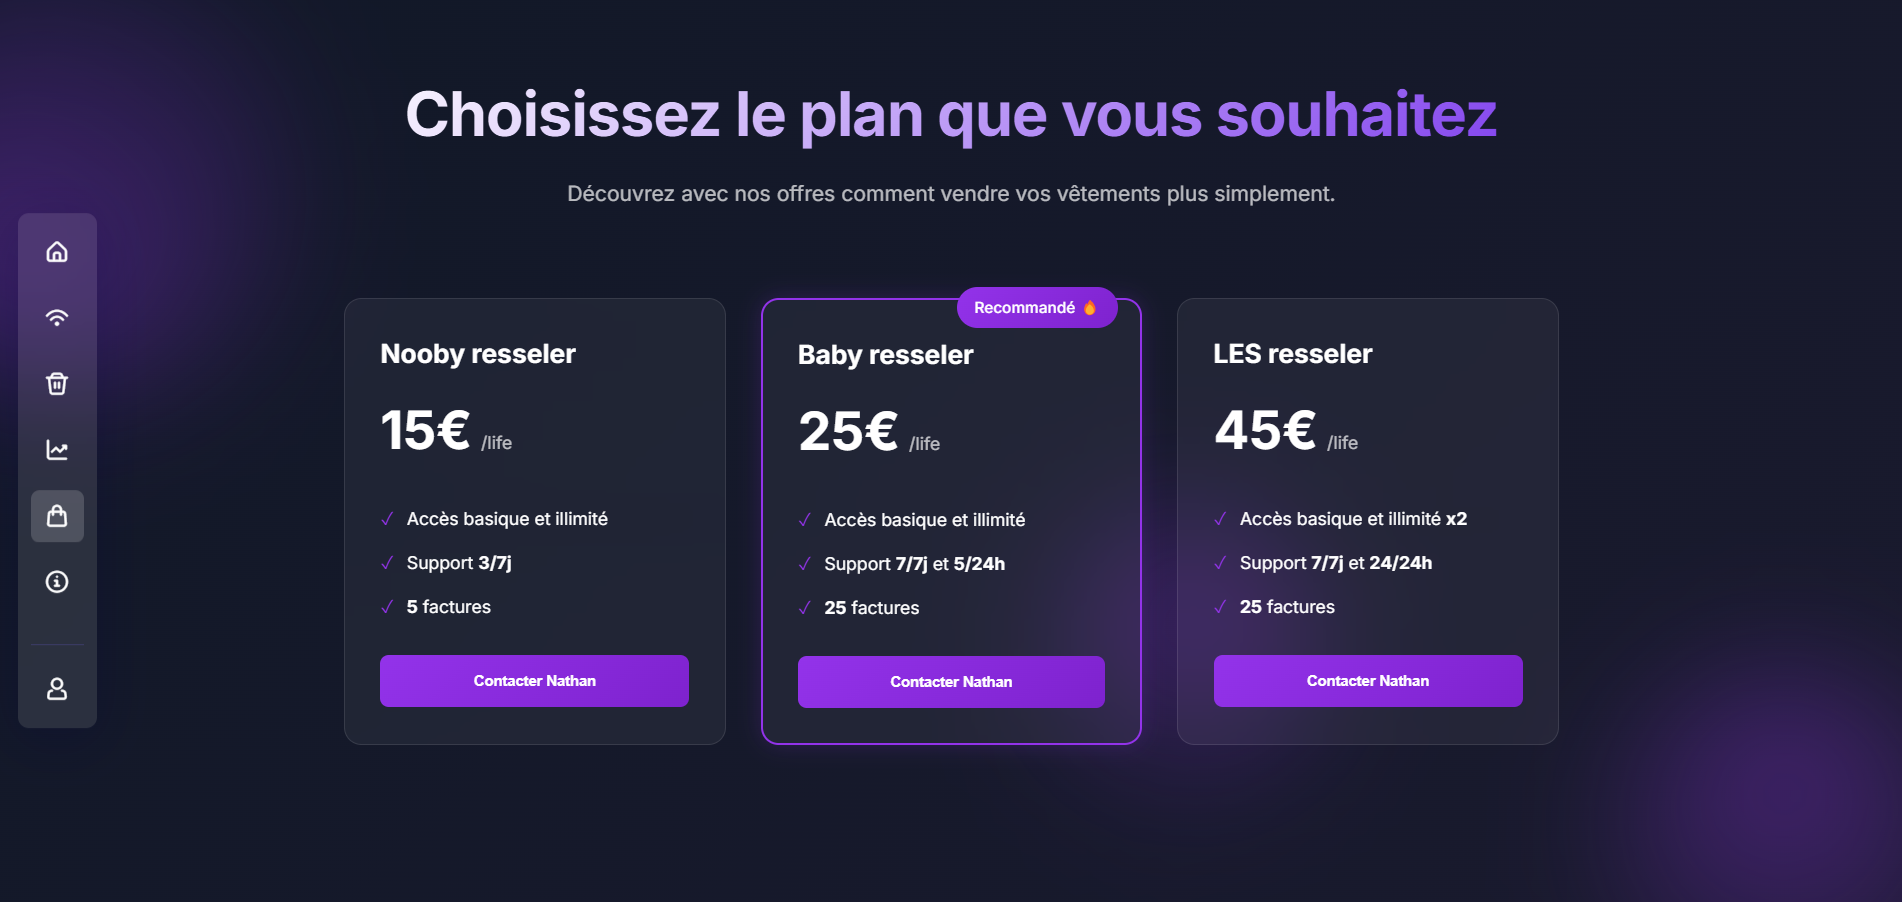 Choisissez le plan que vous souhaitez
Découvrez avec nos offres comment vendre vos vêtements plus simplement.
Nooby resseler
15€ /life
✓ Accès basique et illimité
✓ Support 3/7j
✓ 5 factures
Contacter Nathan
Recommandé 🔥
Baby resseler
25€ /life
✓ Accès basique et illimité
✓ Support 7/7j et 5/24h
✓ 25 factures
Contacter Nathan
LES resseler
45€ /life
✓ Accès basique et illimité x2
✓ Support 7/7j et 24/24h
✓ 25 factures
Contacter Nathan